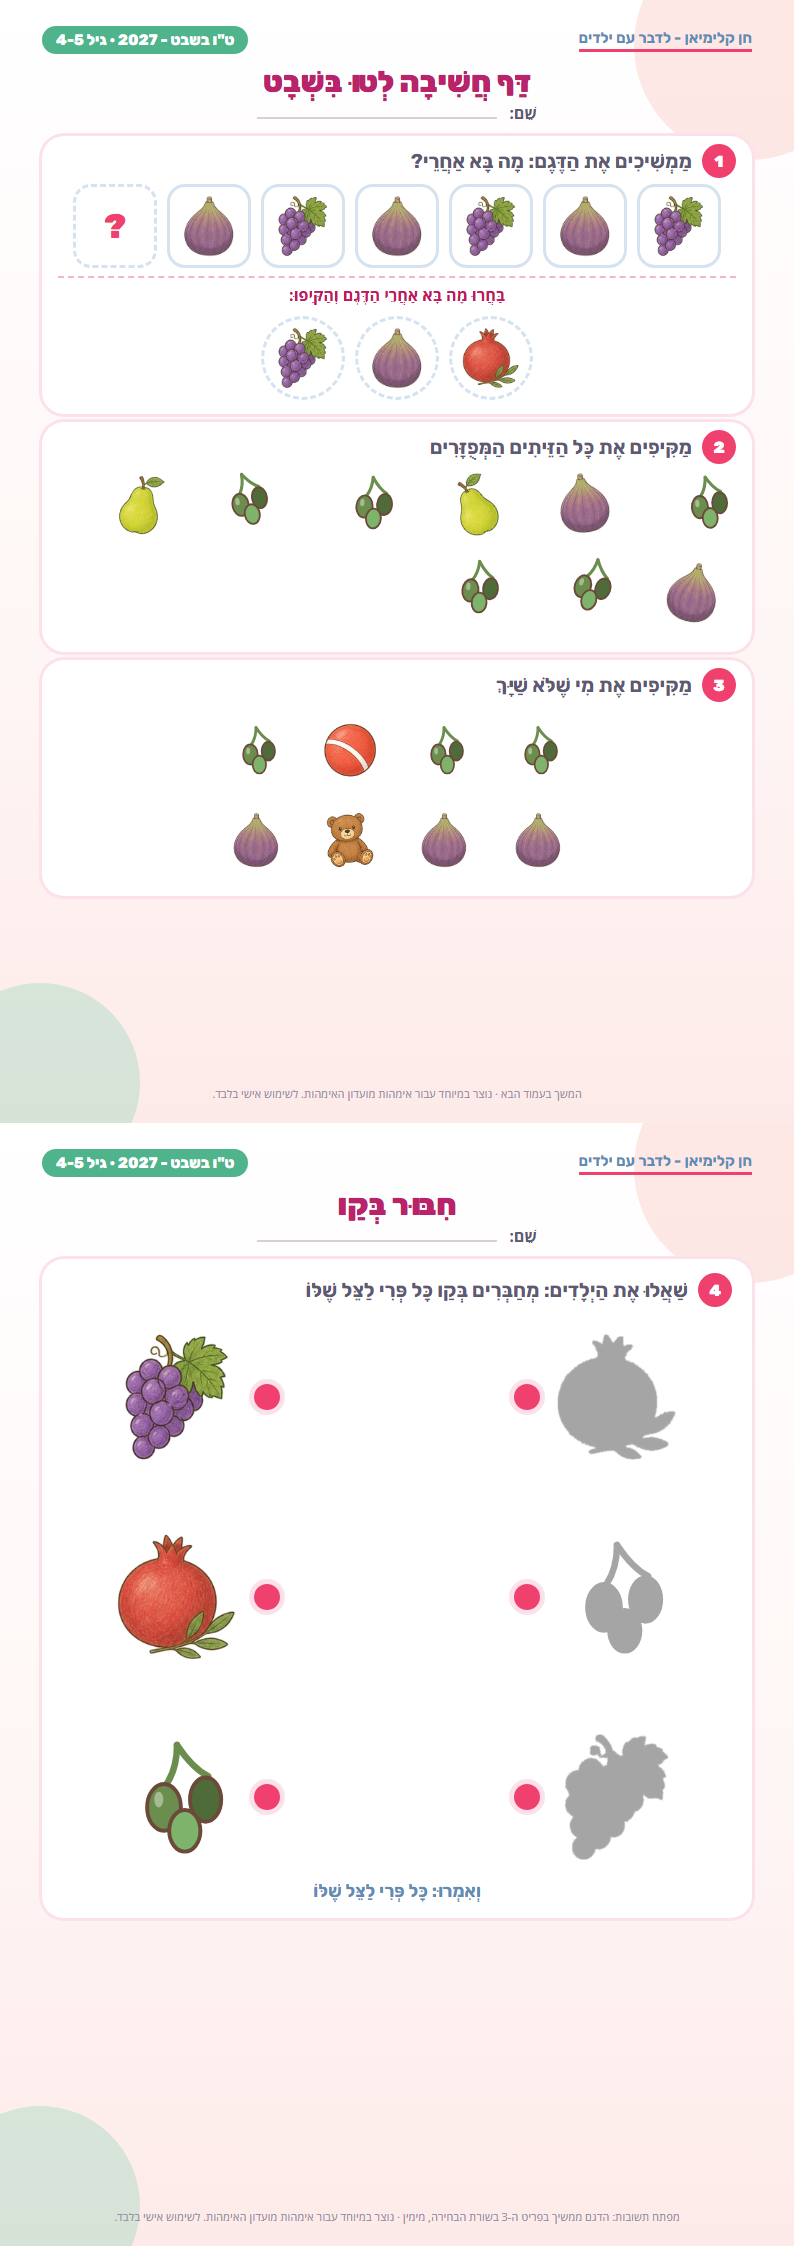 חן קלימיאן - לדבר עם ילדים
ט"ו בשבט - 2027 • גיל 4-5
דַּף חֲשִׁיבָה לְטוּ בִּשְׁבָט
שֵׁם:
1
מַמְשִׁיכִים אֶת הַדֶּגֶם: מָה בָּא אַחֲרֵי?
?
בַּחֲרוּ מָה בָּא אַחֲרֵי הַדֶּגֶם וְהַקִּיפוּ:
2
מַקִּיפִים אֶת כָּל הַזֵּיתִים הַמְּפֻזָּרִים
3
מַקִּיפִים אֶת מִי שֶׁלֹּא שַׁיָּךְ
המשך בעמוד הבא · נוצר במיוחד עבור אימהות מועדון האימהות. לשימוש אישי בלבד.
חן קלימיאן - לדבר עם ילדים
ט"ו בשבט - 2027 • גיל 4-5
חִבּוּר בְּקַו
שֵׁם:
4
שַׁאֲלוּ אֶת הַיְלָדִים: מְחַבְּרִים בְּקַו כָּל פְּרִי לַצֵּל שֶׁלּוֹ
וְאִמְרוּ: כָּל פְּרִי לַצֵּל שֶׁלּוֹ
מפתח תשובות: הדגם ממשיך בפריט ה-3 בשורת הבחירה, מימין · נוצר במיוחד עבור אימהות מועדון האימהות. לשימוש אישי בלבד.